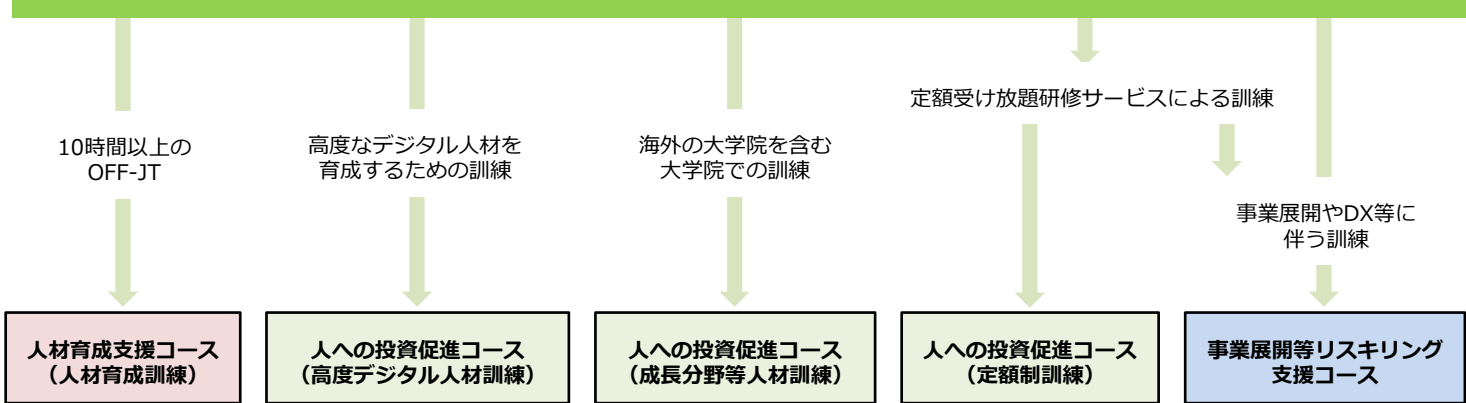 定額受け放題研修サービスによる訓練
10時間以上の
OFF-JT
高度なデジタル人材を
育成するための訓練
海外の大学院を含む
大学院での訓練
事業展開やDX等に
伴う訓練
人材育成支援コース
（人材育成訓練）
人への投資促進コース
（高度デジタル人材訓練）
人への投資促進コース
（成長分野等人材訓練）
人への投資促進コース
（定額制訓練）
事業展開等リスキリング
支援コース